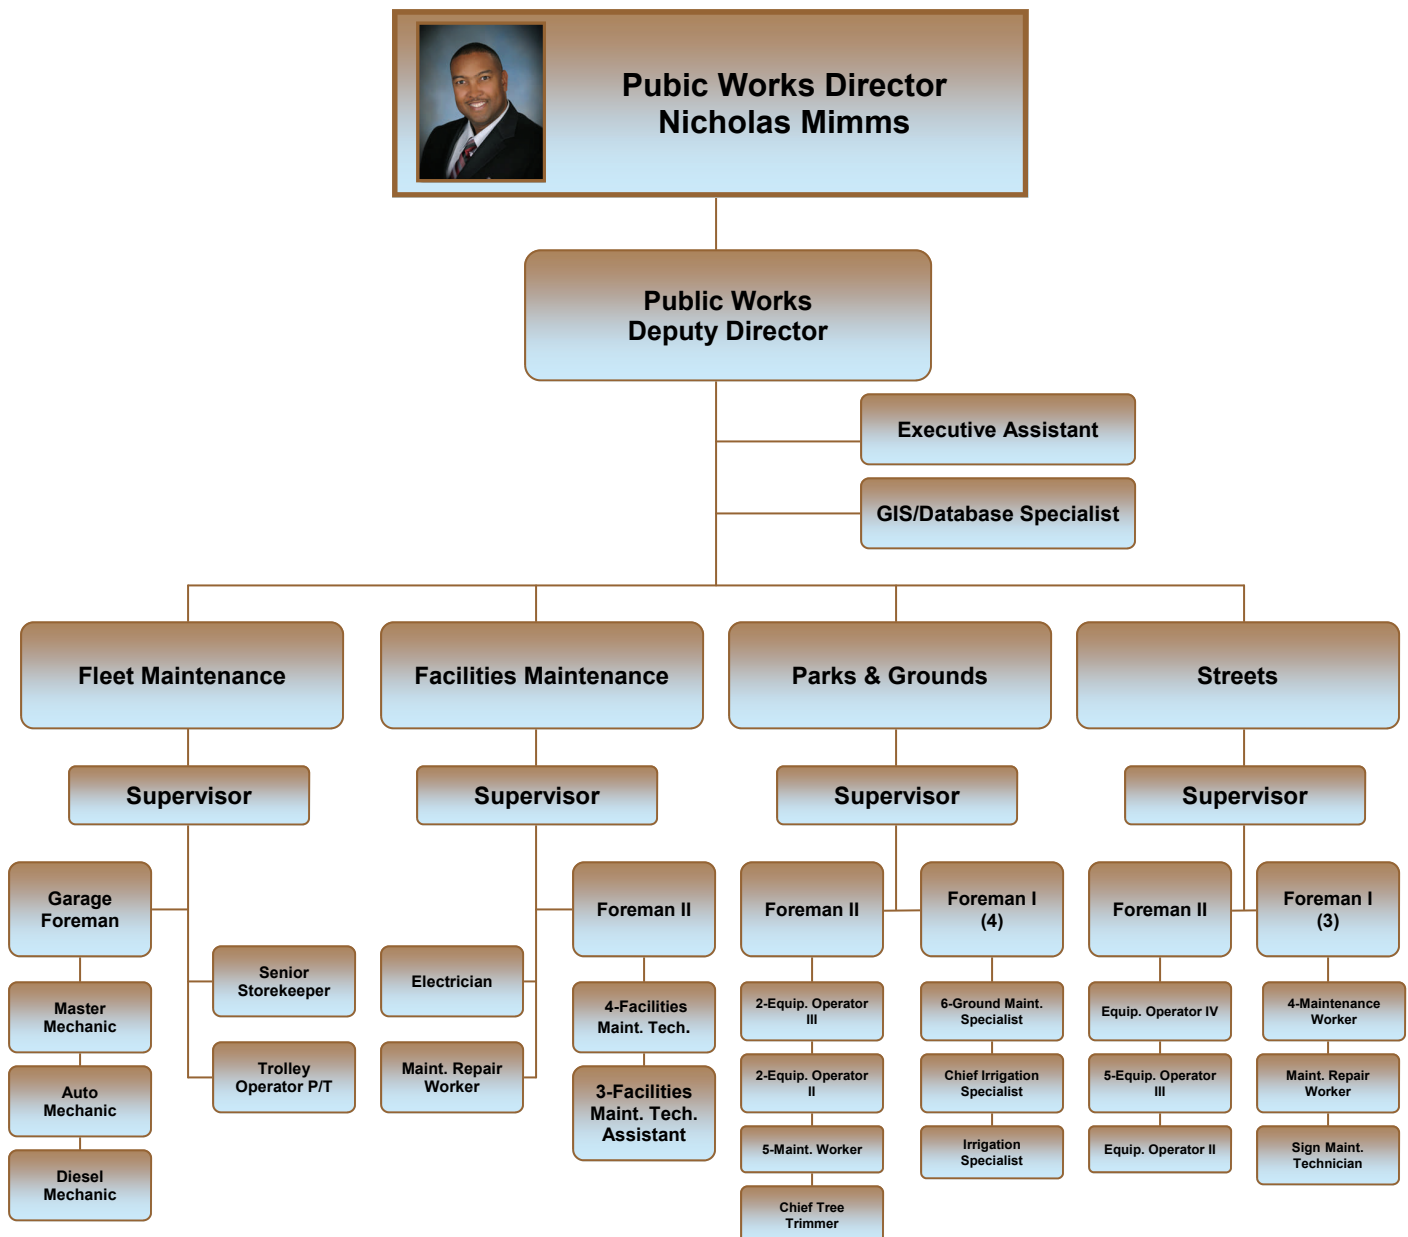 Pubic Works Director
Nicholas Mimms
Public Works
Deputy Director
Executive Assistant
GIS/Database Specialist
Fleet Maintenance
Facilities Maintenance
Parks & Grounds
Streets
Supervisor
Supervisor
Supervisor
Supervisor
Garage
Foreman
Senior
Storekeeper
Trolley
Operator P/T
Master
Mechanic
Auto
Mechanic
Diesel
Mechanic
Foreman II
Electrician
Maint. Repair
Worker
4-Facilities
Maint. Tech.
3-Facilities
Maint. Tech.
Assistant
Foreman II
2-Equip. Operator
III
2-Equip. Operator
II
5-Maint. Worker
Chief Tree
Trimmer
Foreman I
(4)
6-Ground Maint.
Specialist
Chief Irrigation
Specialist
Irrigation
Specialist
Foreman II
Equip. Operator IV
5-Equip. Operator
III
Equip. Operator II
Foreman I
(3)
4-Maintenance
Worker
Maint. Repair
Worker
Sign Maint.
Technician